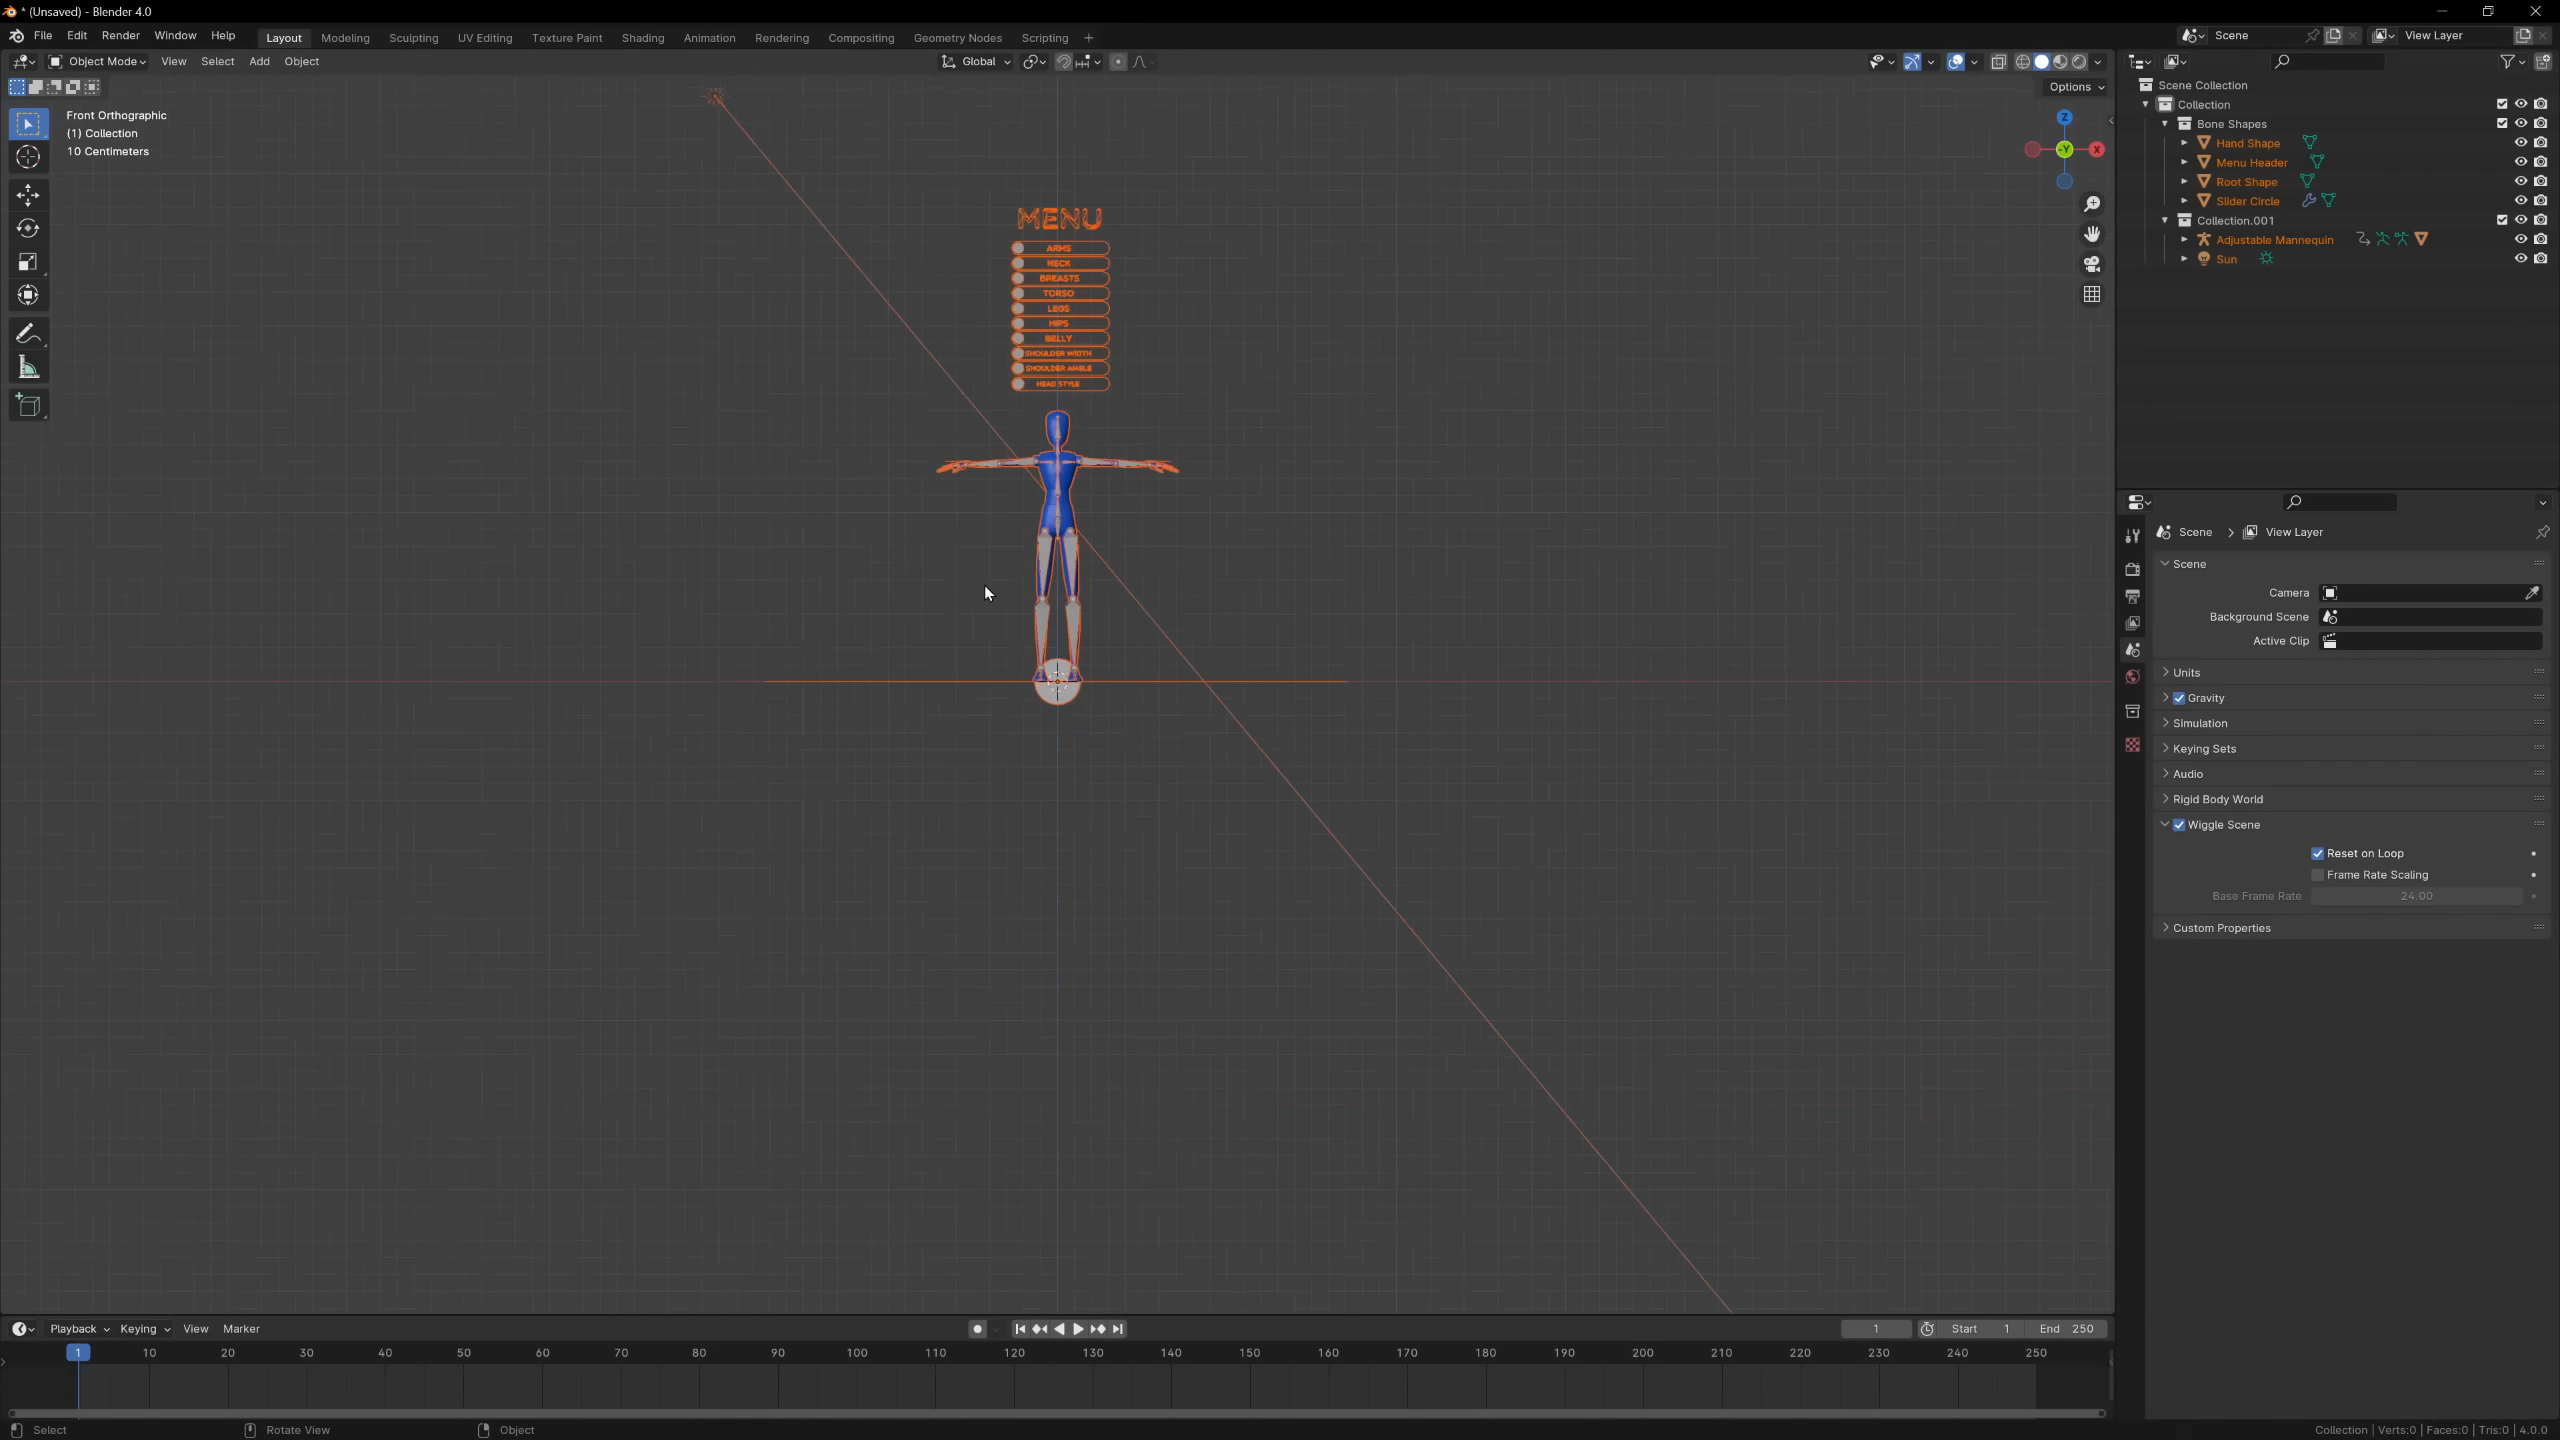 * (Unsaved) - Blender 4.0
File Edit Render Window Help Layout Modeling Sculpting UV Editing Texture Paint Shading Animation Rendering Compositing Geometry Nodes Scripting + Scene View Layer
Object Mode View Select Add Object Global
Options
Front Orthographic
(1) Collection
10 Centimeters
Z
-Y X
MENU
ARMS
NECK
BREASTS
TORSO
LEGS
HIPS
BELLY
SHOULDER WIDTH
SHOULDER ANGLE
HEAD STYLE
Scene Collection
Collection
Bone Shapes
Hand Shape
Menu Header
Root Shape
Slider Circle
Collection.001
Adjustable Mannequin
Sun
Scene > View Layer
Scene
Camera
Background Scene
Active Clip
Units
Gravity
Simulation
Keying Sets
Audio
Rigid Body World
Wiggle Scene
Reset on Loop
Frame Rate Scaling
Base Frame Rate 24.00
Custom Properties
Playback Keying View Marker 1 Start 1 End 250
1 10 20 30 40 50 60 70 80 90 100 110 120 130 140 150 160 170 180 190 200 210 220 230 240 250
Select Rotate View Object Collection | Verts:0 | Faces:0 | Tris:0 | 4.0.0